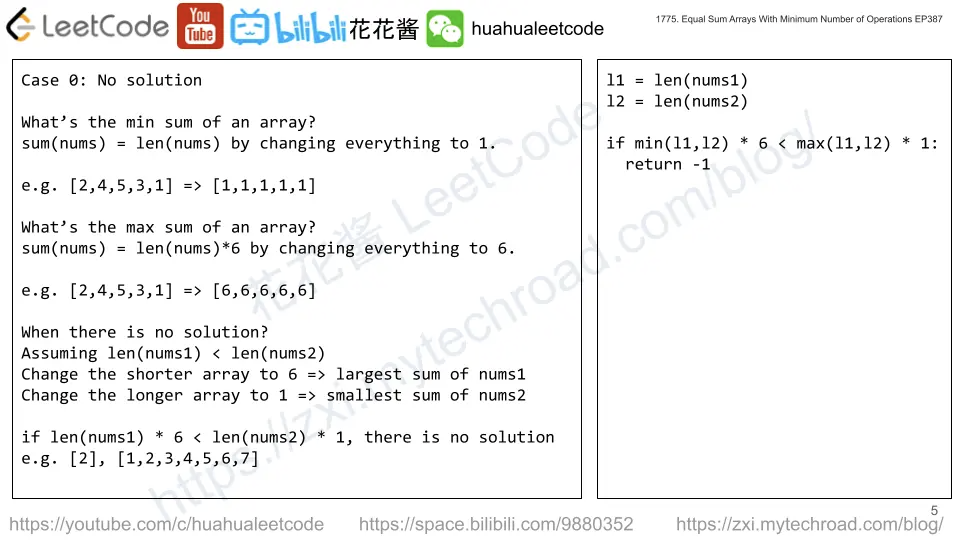 LeetCode You Tube bilibili 花花酱 huahualeetcode
1775. Equal Sum Arrays With Minimum Number of Operations EP387
Case 0: No solution
What’s the min sum of an array?
sum(nums) = len(nums) by changing everything to 1.
e.g. [2,4,5,3,1] => [1,1,1,1,1]
What’s the max sum of an array?
sum(nums) = len(nums)*6 by changing everything to 6.
e.g. [2,4,5,3,1] => [6,6,6,6,6]
When there is no solution?
Assuming len(nums1) < len(nums2)
Change the shorter array to 6 => largest sum of nums1
Change the longer array to 1 => smallest sum of nums2
if len(nums1) * 6 < len(nums2) * 1, there is no solution
e.g. [2], [1,2,3,4,5,6,7]
l1 = len(nums1)
l2 = len(nums2)
if min(l1,l2) * 6 < max(l1,l2) * 1:
return -1
花花酱 LeetCode
https://zxi.mytechroad.com/blog/
5
https://youtube.com/c/huahualeetcode https://space.bilibili.com/9880352 https://zxi.mytechroad.com/blog/